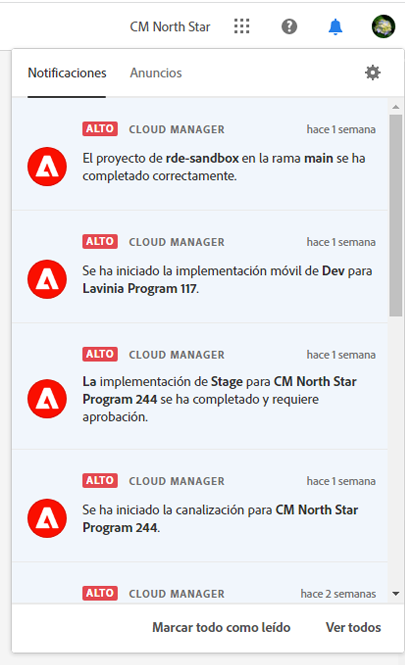 CM North Star
Notificaciones Anuncios
ALTO CLOUD MANAGER hace 1 semana
El proyecto de rde-sandbox en la rama main se ha
completado correctamente.
ALTO CLOUD MANAGER hace 1 semana
Se ha iniciado la implementación móvil de Dev para
Lavinia Program 117.
ALTO CLOUD MANAGER hace 1 semana
La implementación de Stage para CM North Star
Program 244 se ha completado y requiere
aprobación.
ALTO CLOUD MANAGER hace 1 semana
Se ha iniciado la canalización para CM North Star
Program 244.
ALTO CLOUD MANAGER hace 2 semanas
Marcar todo como leído Ver todos